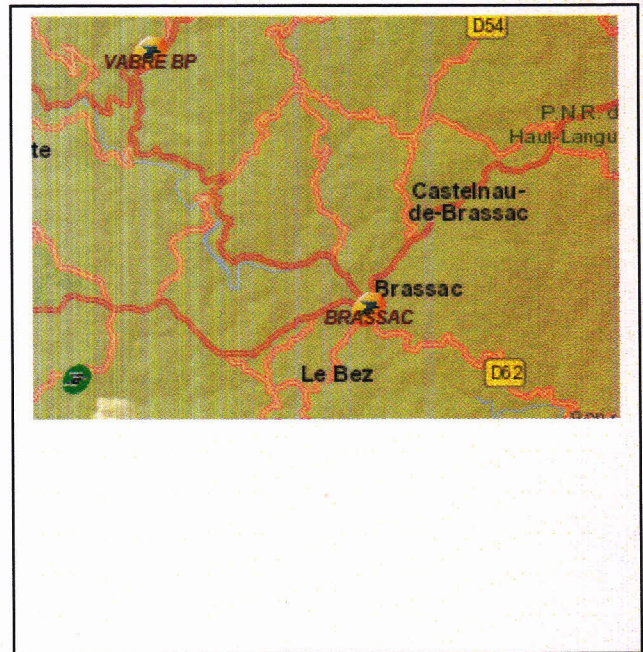 D54
VABRE BP
P.N.R. d
Haut-Langu
te
Castelnau-
de-Brassac
Brassac
BRASSAC
Le Bez
D62